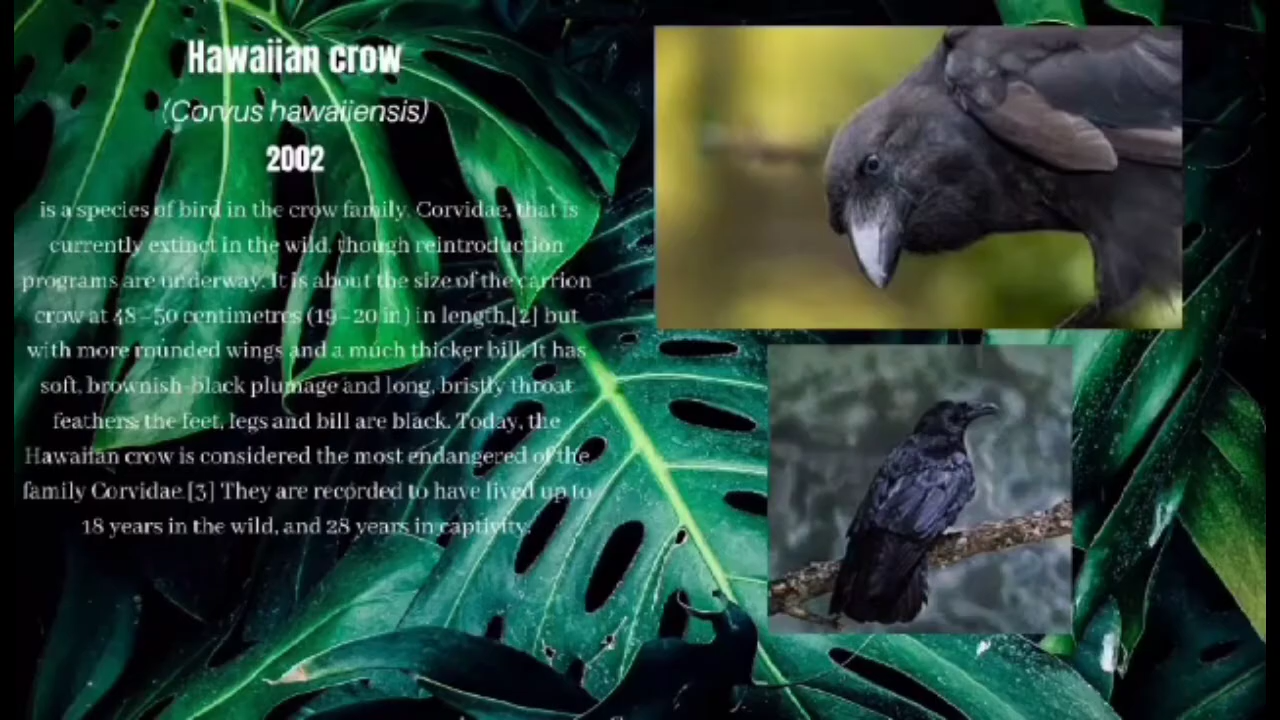 Hawaiian crow
(Corvus hawaiiensis)
2002
is a species of bird in the crow family, Corvidae, that is
currently extinct in the wild, though reintroduction
programs are underway. It is about the size of the carrion
crow at 48–50 centimetres (19–20 in) in length,[2] but
with more rounded wings and a much thicker bill. It has
soft, brownish-black plumage and long, bristly throat
feathers; the feet, legs and bill are black. Today, the
Hawaiian crow is considered the most endangered of the
family Corvidae.[3] They are recorded to have lived up to
18 years in the wild, and 28 years in captivity.